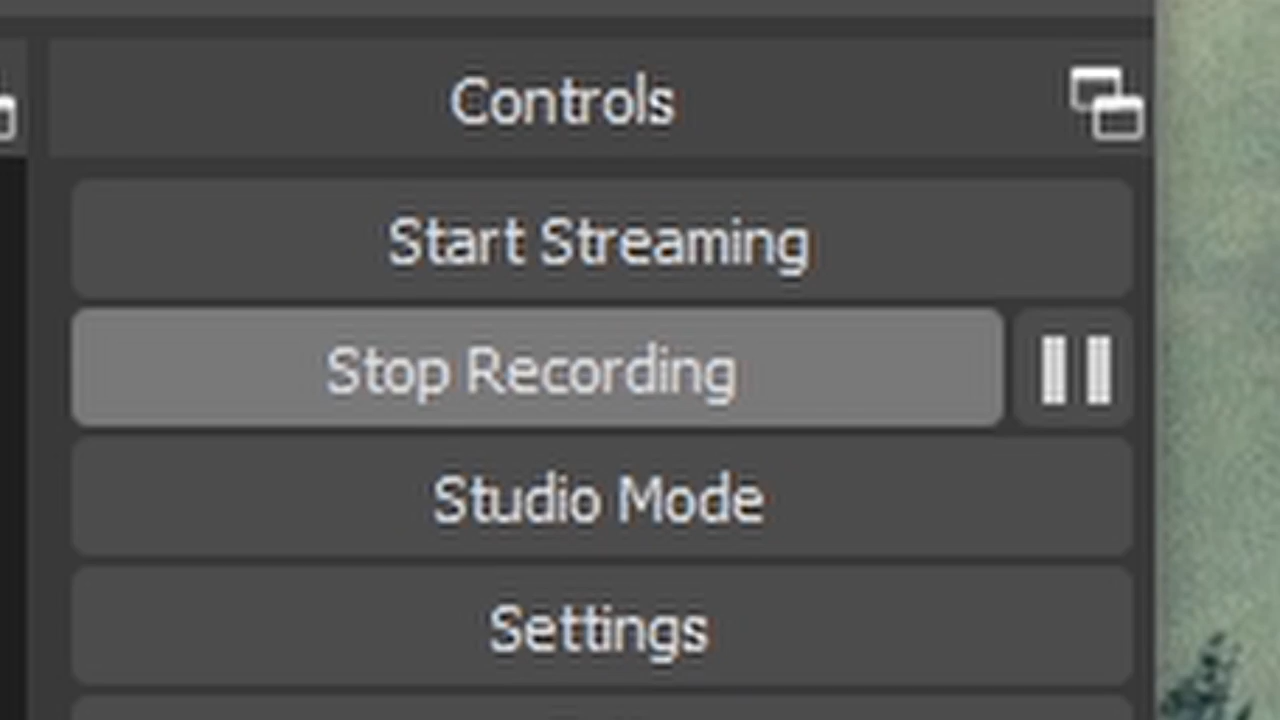 Controls
Start Streaming
Stop Recording
Studio Mode
Settings